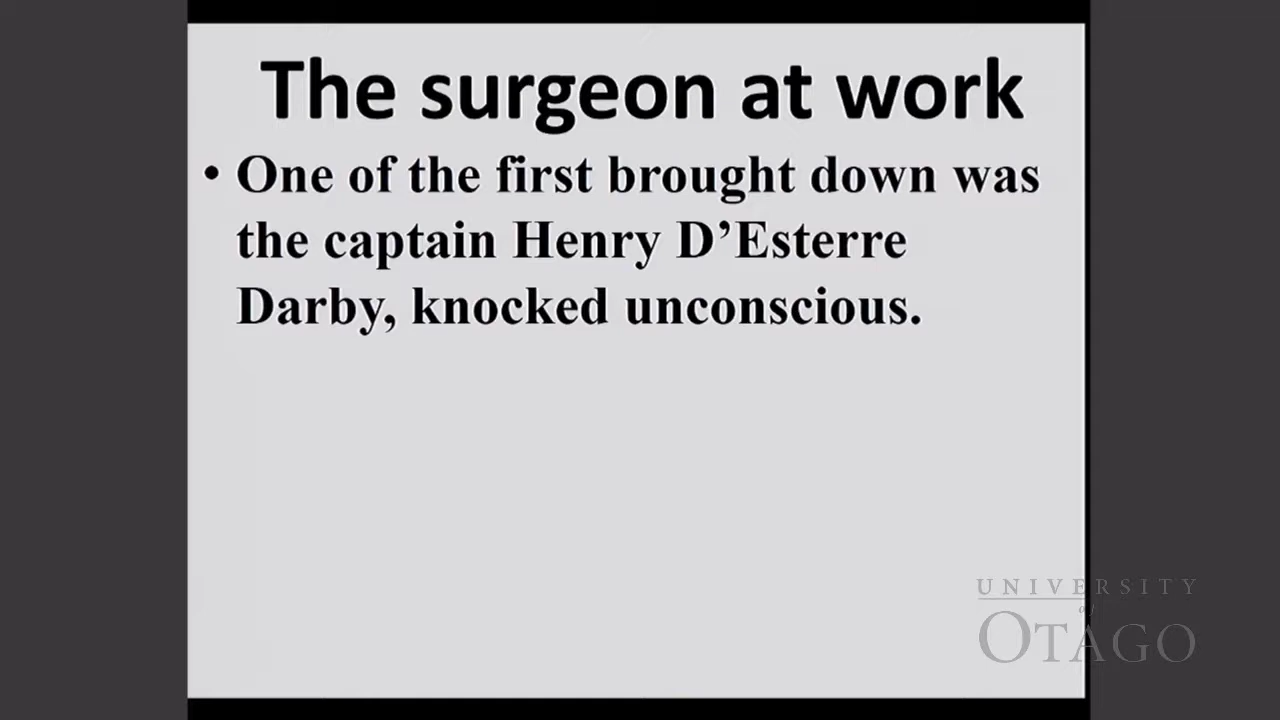 The surgeon at work
• One of the first brought down was
the captain Henry D’Esterre
Darby, knocked unconscious.
UNIVERSITY
of
OTAGO